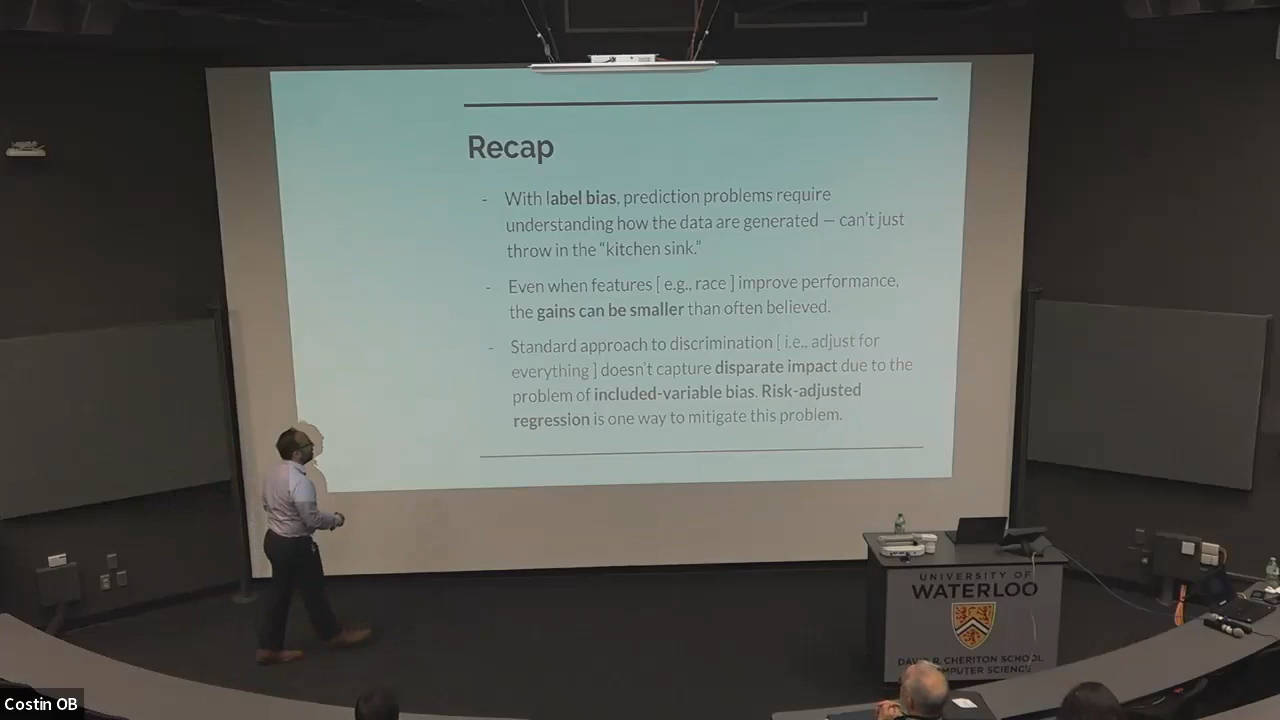 Recap
- With label bias, prediction problems require
understanding how the data are generated — can't just
throw in the “kitchen sink.”
- Even when features [ e.g., race ] improve performance,
the gains can be smaller than often believed.
- Standard approach to discrimination [ i.e., adjust for
everything ] doesn't capture disparate impact due to the
problem of included-variable bias. Risk-adjusted
regression is one way to mitigate this problem.
UNIVERSITY OF
WATERLOO
DAVID R. CHERITON SCHOOL
COMPUTER SCIENCE
Costin OB